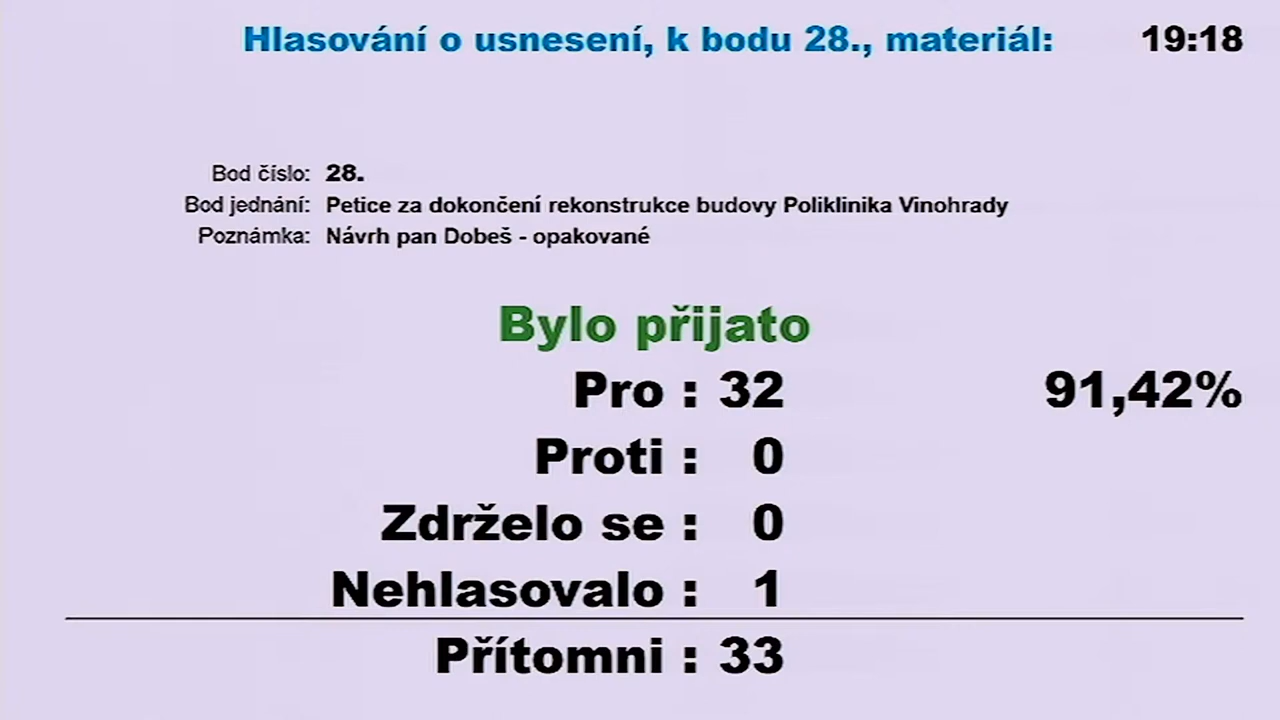 Hlasování o usnesení, k bodu 28., materiál: 19:18
Bod číslo: 28.
Bod jednání: Petice za dokončení rekonstrukce budovy Poliklinika Vinohrady
Poznámka: Návrh pan Dobeš - opakované
Bylo přijato
Pro : 32 91,42%
Proti : 0
Zdrželo se : 0
Nehlasovalo : 1
Přítomni : 33